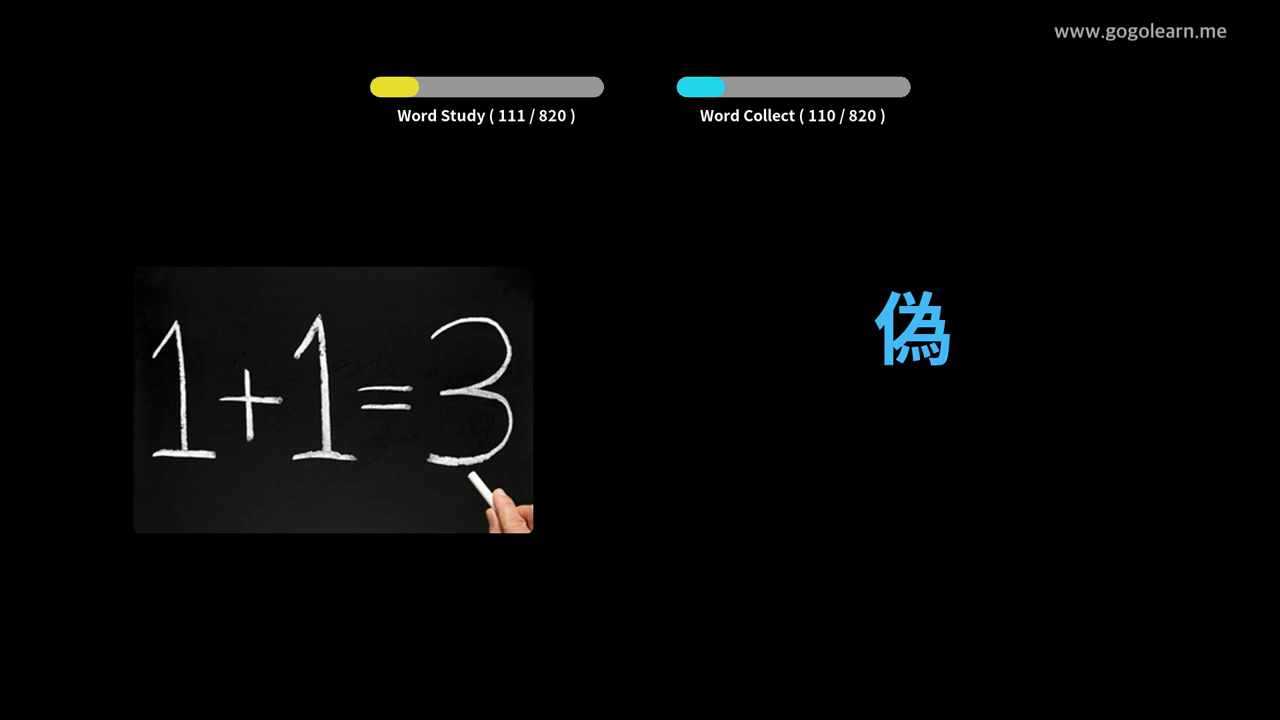 www.gogolearn.me
Word Study ( 111 / 820 )
Word Collect ( 110 / 820 )
1+1=3
偽